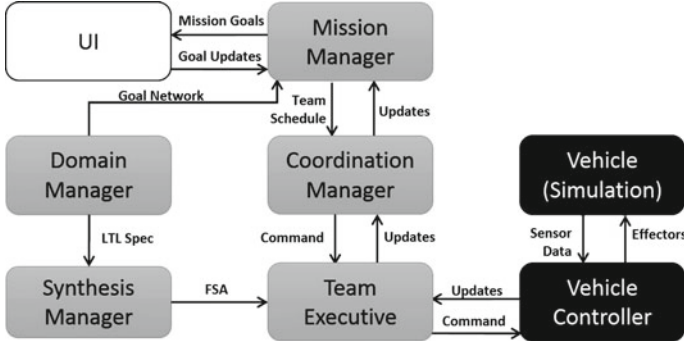 Mission Goals
UI
Mission
Manager
Goal Updates
Goal Network
Team
Schedule
Updates
Domain
Manager
Coordination
Manager
Vehicle
(Simulation)
LTL Spec
Command
Updates
Sensor
Data
Effectors
Synthesis
Manager
FSA
Team
Executive
Updates
Command
Vehicle
Controller